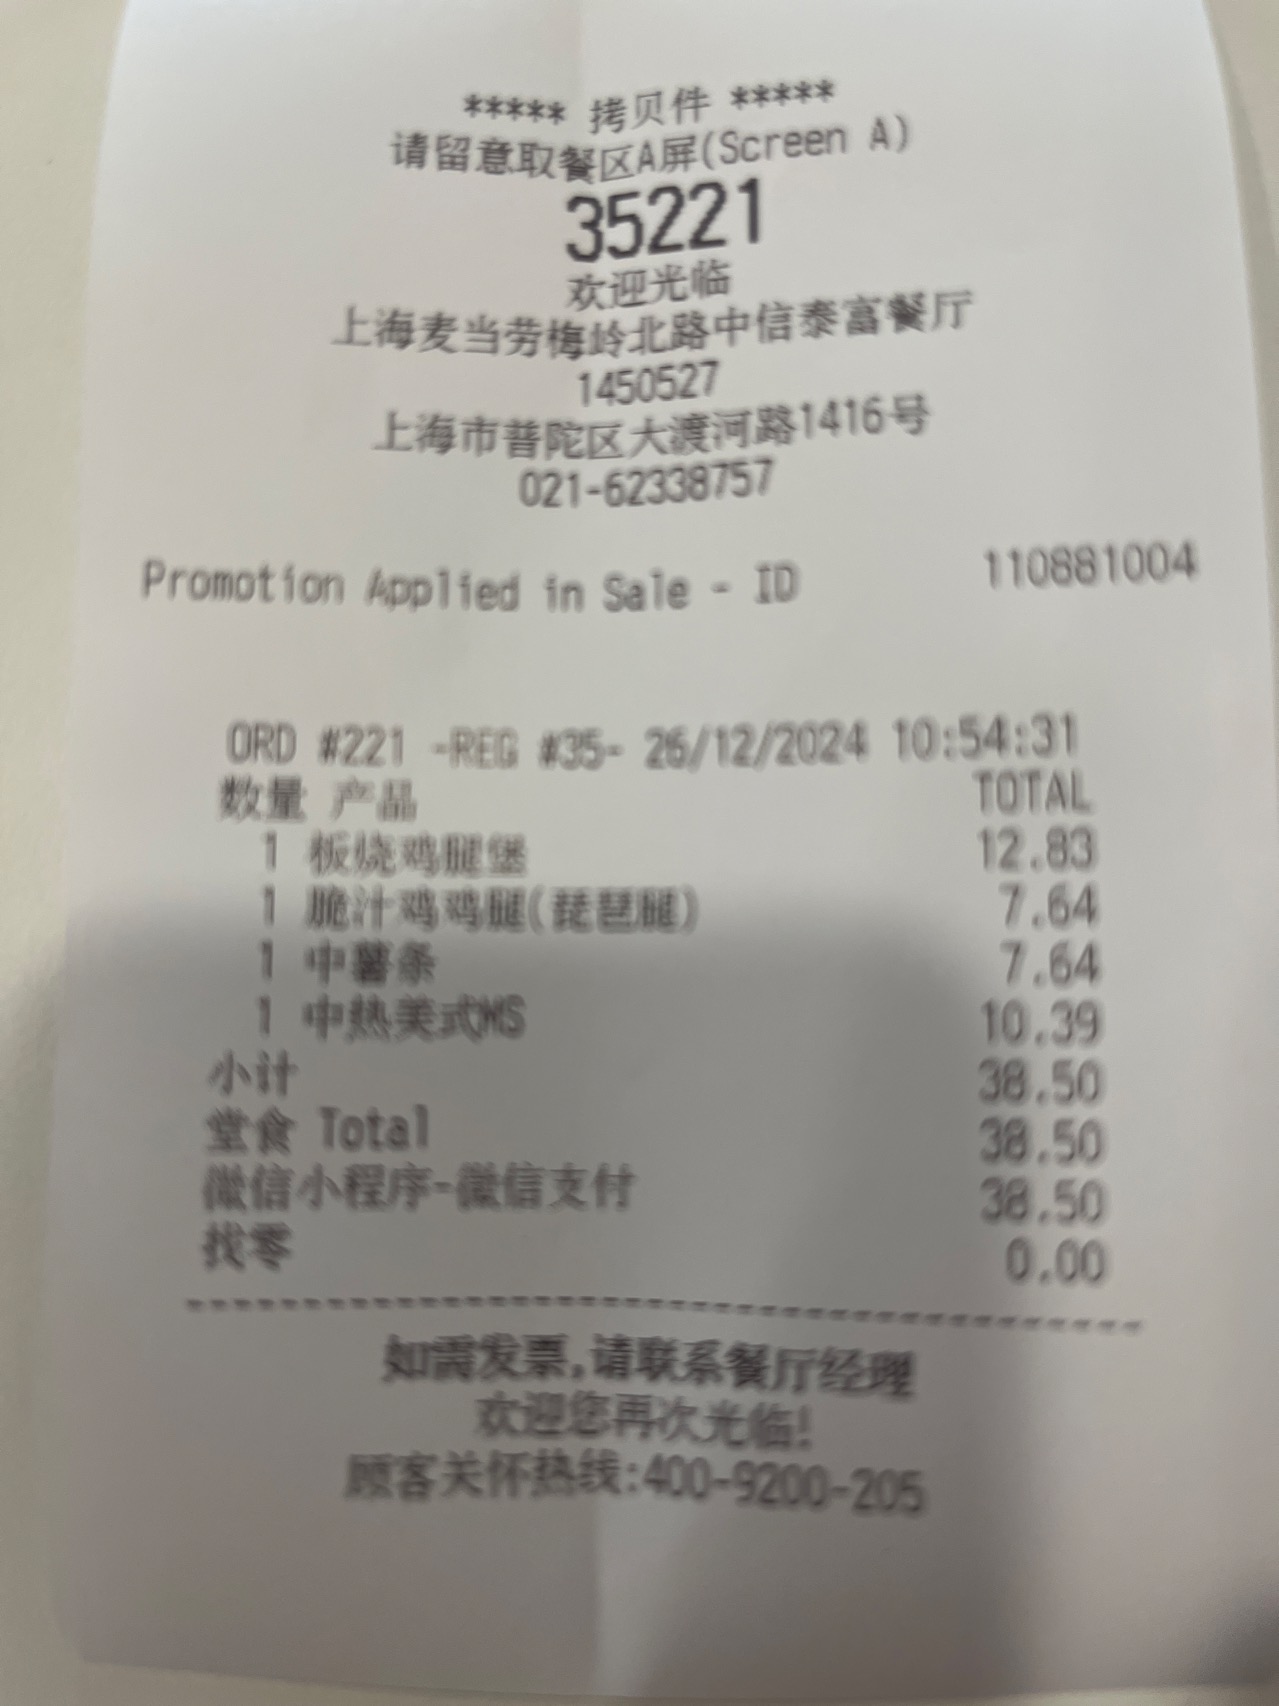 ***** 拷贝件 *****
请留意取餐区A屏(Screen A)
35221
欢迎光临
上海麦当劳梅岭北路中信泰富餐厅
1450527
上海市普陀区大渡河路1416号
021-62338757
Promotion Applied in Sale - ID 110881004
ORD #221 -REG #35- 26/12/2024 10:54:31
数量 产品 TOTAL
1 板烧鸡腿堡 12.83
1 脆汁鸡鸡腿(琵琶腿) 7.64
1 中薯条 7.64
1 中热美式MS 10.39
小计 38.50
堂食 Total 38.50
微信小程序-微信支付 38.50
找零 0.00
--------------------------------
如需发票,请联系餐厅经理
欢迎您再次光临!
顾客关怀热线:400-9200-205